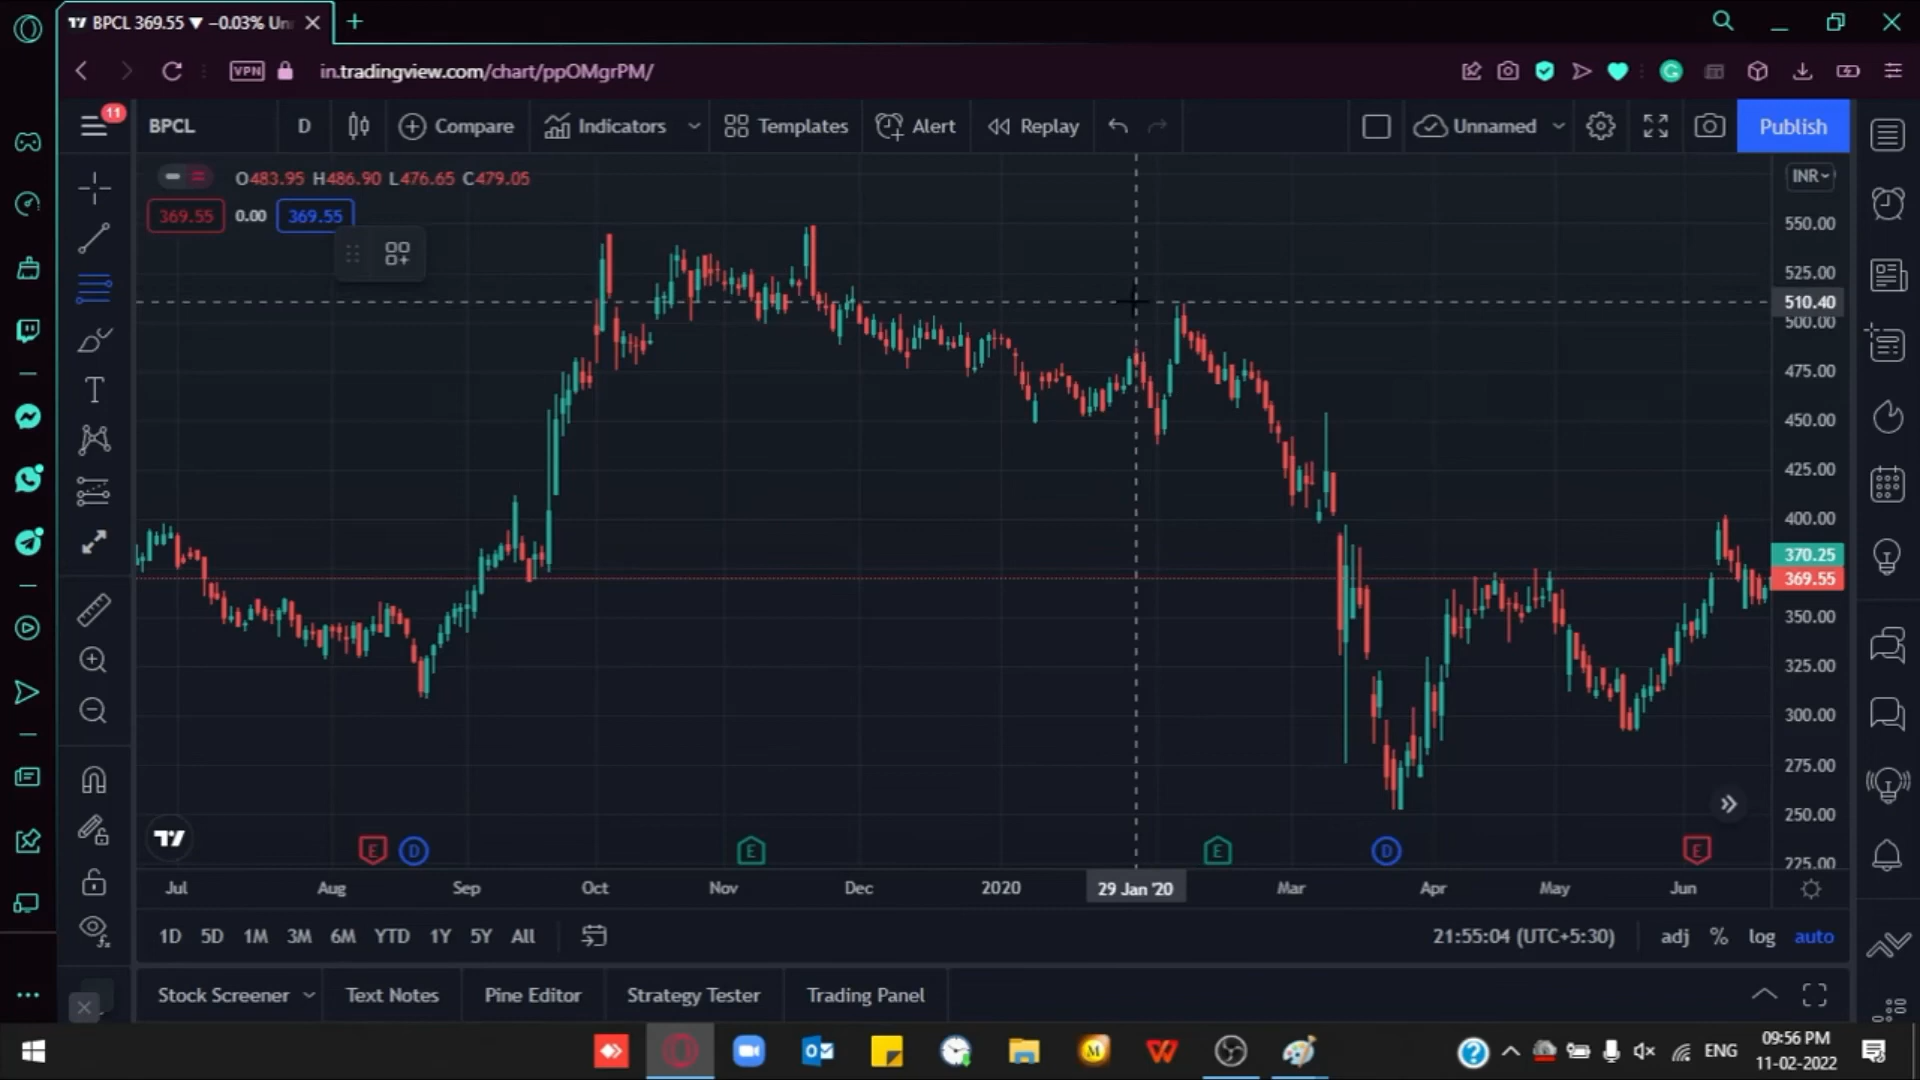 BPCL 369.55 ▼ −0.03% Un
VPN in.tradingview.com/chart/ppOMgrPM/
11 BPCL D Compare Indicators Templates Alert Replay Unnamed Publish
O483.95 H486.90 L476.65 C479.05
INR
369.55 0.00 369.55
550.00
525.00
510.40
500.00
475.00
450.00
425.00
400.00
370.25
369.55
350.00
325.00
300.00
275.00
250.00
225.00
E D E E D E
Jul Aug Sep Oct Nov Dec 2020 29 Jan '20 Mar Apr May Jun
1D 5D 1M 3M 6M YTD 1Y 5Y All 21:55:04 (UTC+5:30) adj % log auto
Stock Screener Text Notes Pine Editor Strategy Tester Trading Panel
ENG 09:56 PM
11-02-2022